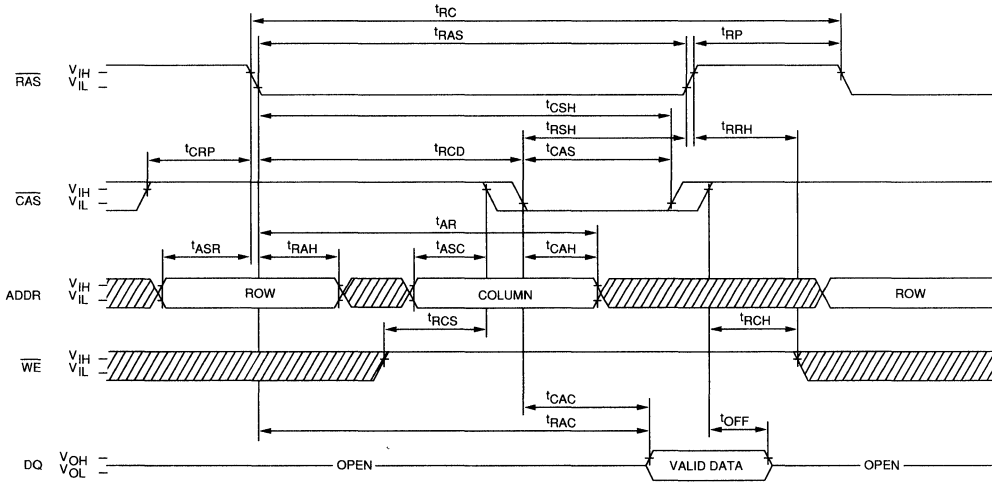 tRC
tRAS
tRP
RAS
VIH
VIL
tCSH
tRSH
tRRH
tCRP
tRCD
tCAS
CAS
VIH
VIL
tAR
tASR
tRAH
tASC
tCAH
ADDR
VIH
VIL
ROW
COLUMN
ROW
tRCS
tRCH
WE
VIH
VIL
tCAC
tRAC
tOFF
DQ
VOH
VOL
OPEN
VALID DATA
OPEN